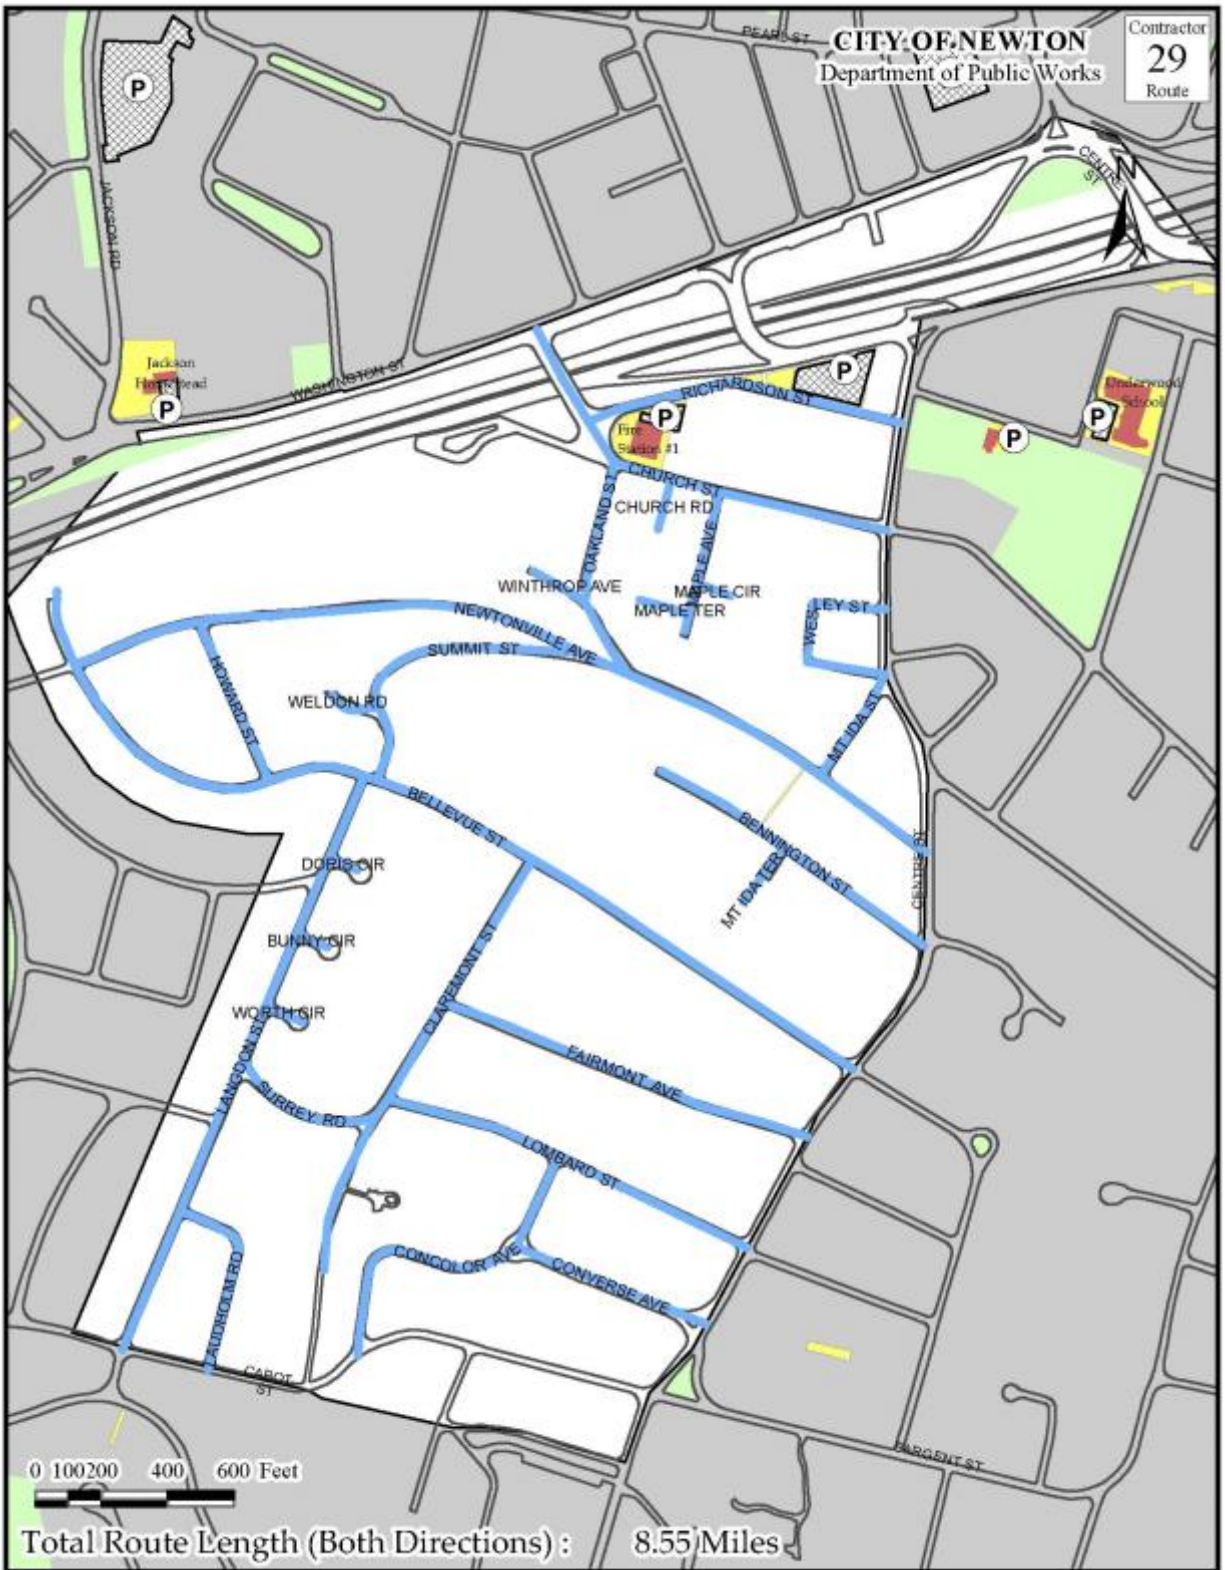 PEARL ST
CITY OF NEWTON
Department of Public Works
Contractor
29
Route
P
JACKSON RD
CENTRE
ST
N
Jackson
Homestead
P
WASHINGTON ST
P
RICHARDSON ST
Underwood
School
P
P
P
Fire
Station #1
CHURCH ST
CHURCH RD
OAKLAND ST
MAPLE AVE
WINTHROP AVE
MAPLE CIR
MAPLE TER
WESLEY ST
NEWTONVILLE AVE
SUMMIT ST
HOWARD ST
WELDON RD
MT IDA ST
BELLEVUE ST
BENNINGTON ST
CENTRE ST
DORIS CIR
MT IDA TER
BUNNY CIR
CLAREMONT ST
WORTH CIR
LANGDON ST
FAIRMONT AVE
SURREY RD
LOMBARD ST
CONCOLOR AVE
CONVERSE AVE
LAUDHOLM RD
CABOT
ST
SARGENT ST
0 100200 400 600 Feet
Total Route Length (Both Directions) : 8.55 Miles